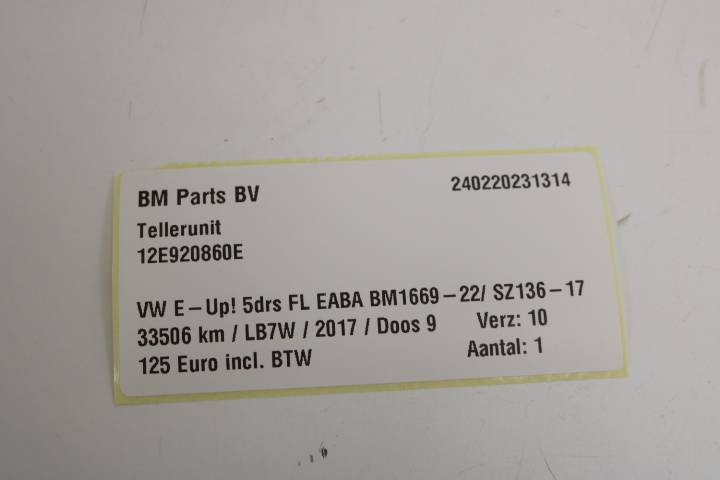 BM Parts BV 240220231314
Tellerunit
12E920860E
VW E-Up! 5drs FL EABA BM1669-22/ SZ136-17
33506 km / LB7W / 2017 / Doos 9 Verz: 10
125 Euro incl. BTW Aantal: 1